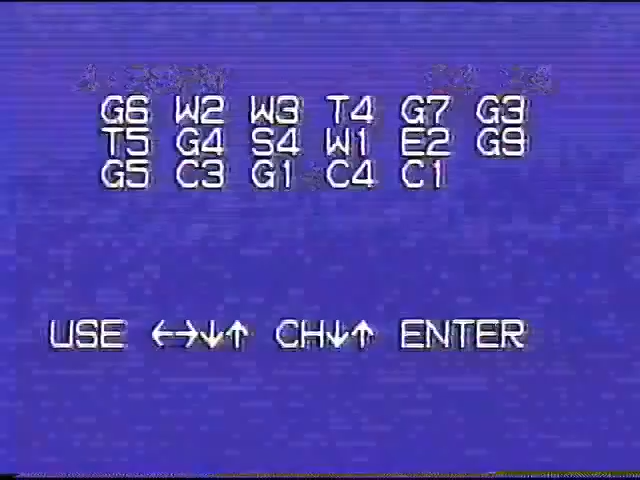 G6 W2 W3 T4 G7 G3
T5 G4 S4 W1 E2 G9
G5 C3 G1 C4 C1
USE ←→↓↑ CH↓↑ ENTER